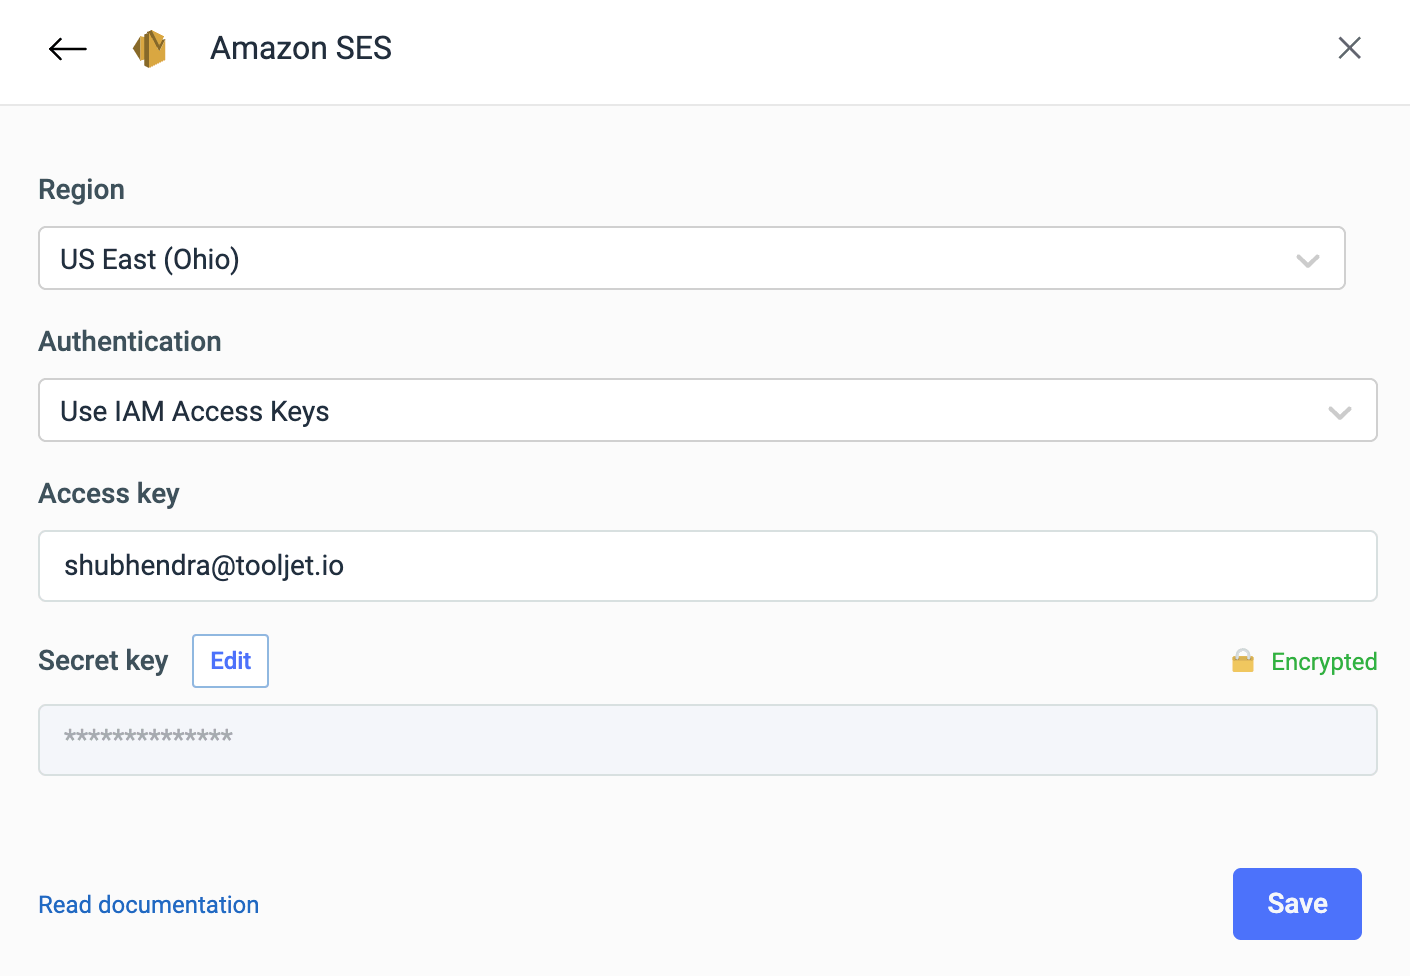 Amazon SES
Region
US East (Ohio)
Authentication
Use IAM Access Keys
Access key
shubhendra@tooljet.io
Secret key Edit Encrypted
**************
Read documentation Save